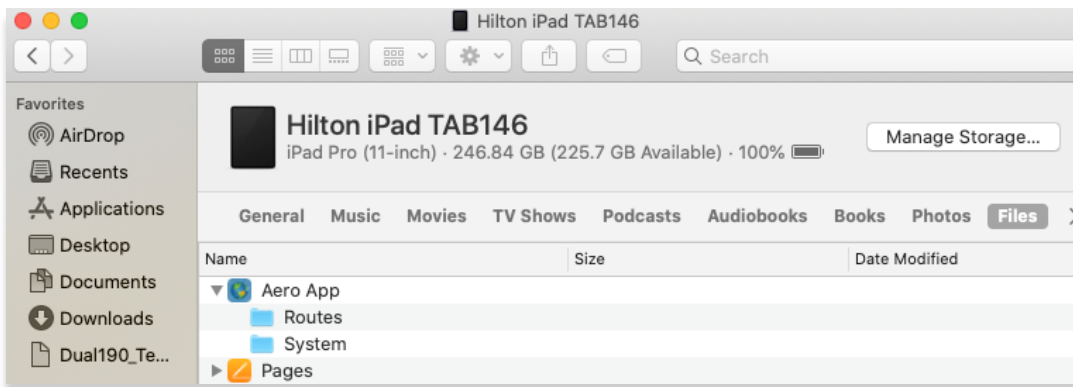 Hilton iPad TAB146
Search
Favorites
AirDrop
Recents
Applications
Desktop
Documents
Downloads
Dual190_Te...
Hilton iPad TAB146
iPad Pro (11-inch) · 246.84 GB (225.7 GB Available) · 100%
Manage Storage...
General Music Movies TV Shows Podcasts Audiobooks Books Photos Files
Name Size Date Modified
Aero App
Routes
System
Pages